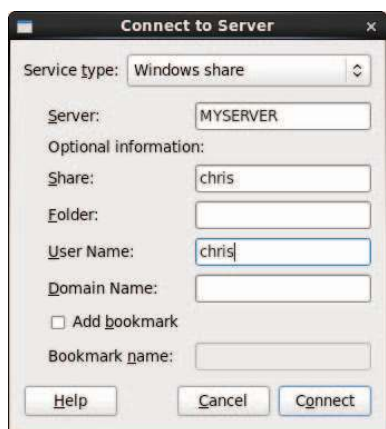 Connect to Server
Service type: Windows share
Server: MYSERVER
Optional information:
Share: chris
Folder:
User Name: chris
Domain Name:
Add bookmark
Bookmark name:
Help Cancel Connect